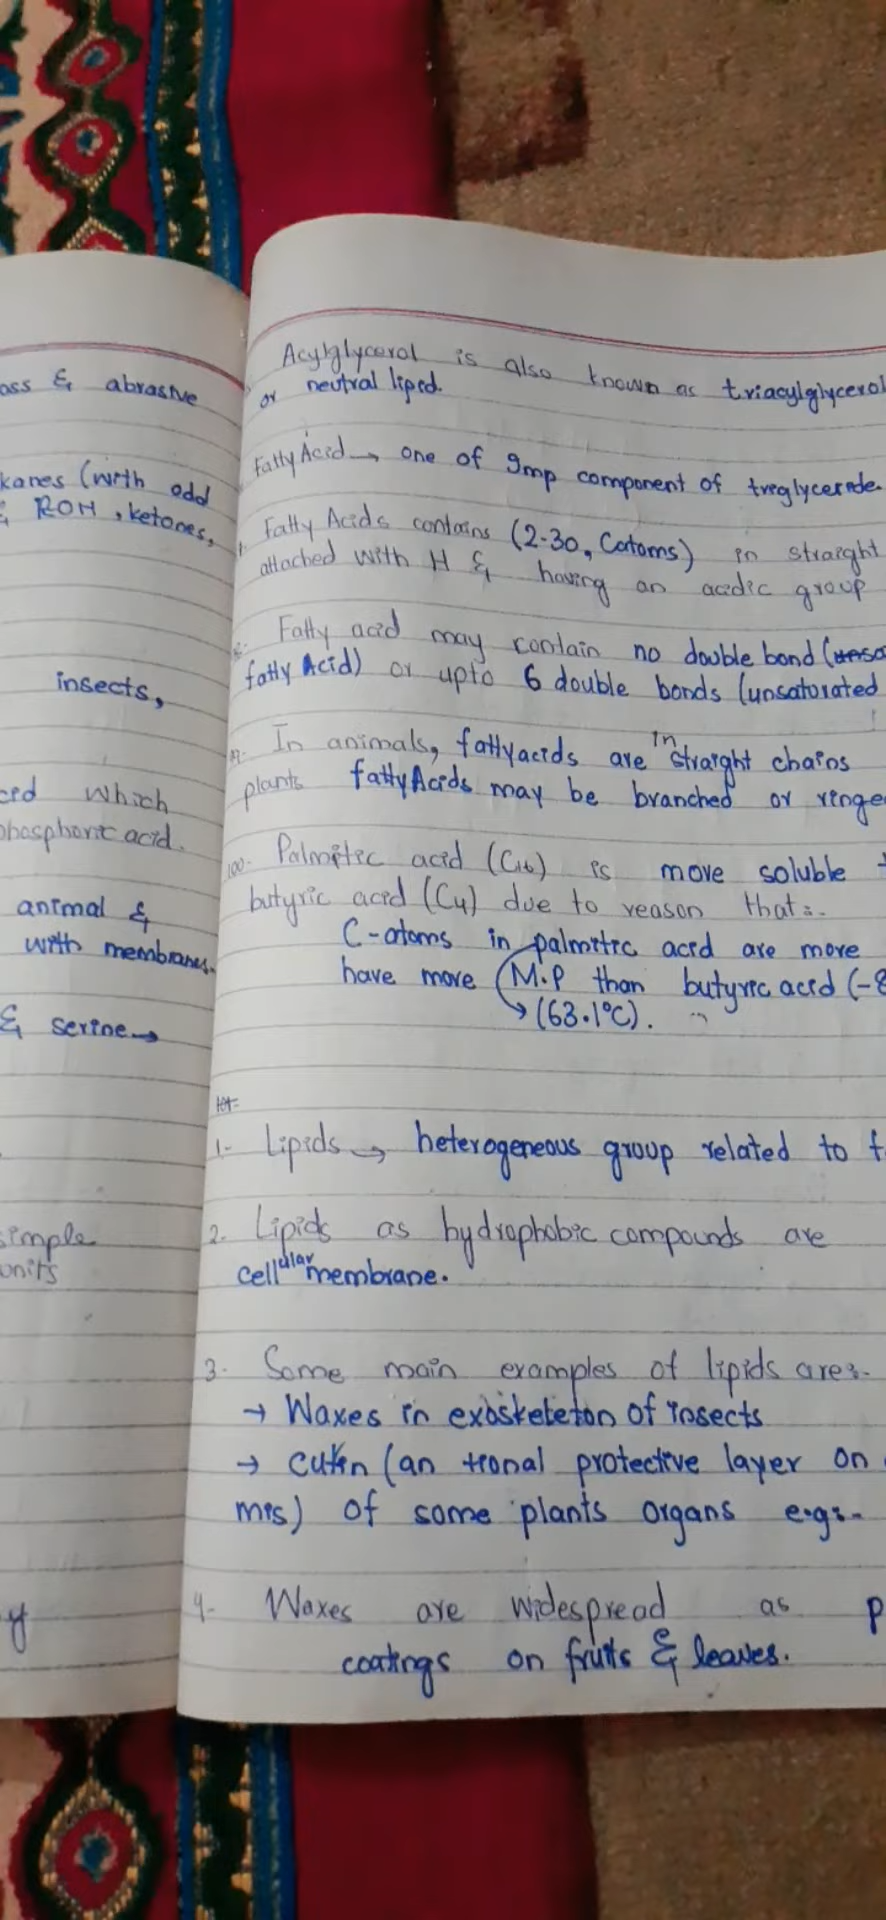 oss & abrasive
kanes (with odd
& ROH, ketones,
insects,
which
phosphoric acid.
animal &
with membranes.
& serine →
simple
units
Acylglycerol is also known as triacylglycerol
or neutral lipid.
Fatty Acid → one of imp component of triglyceride.
Fatty Acids contains (2-30, C atoms) in straight
attached with H & having an acidic group
Fatty acid may contain no double bond (
fatty Acid) or upto 6 double bonds (unsaturated
In animals, fattyacids are straight chains In
plants fattyAcids may be branched or ringe
100- Palmitic acid (C16) is more soluble t
butyric acid (C4) due to reason that:-
C-atoms in palmitic acid are more
have more M.P than butyric acid (-8
→ (63.1°C).
1- Lipids → heterogeneous group related to f
2. Lipids as hydrophobic compounds are
cellular membrane.
3- Some main examples of lipids are:-
→ Waxes in exoskeleton of insects
→ cutin (an tional protective layer on
mis) of some plants organs e.g:-
4- Waxes are widespread as p
coatings on fruits & leaves.